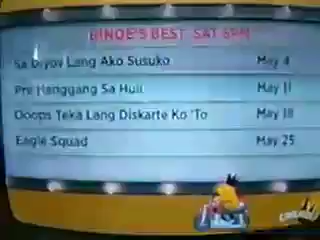 BINOE'S BEST SAT 6PM
Sa Diyos Lang Ako Susuko May 4
Pre Hanggang Sa Huli May 11
Ooops Teka Lang Diskarte Ko 'To May 18
Eagle Squad May 25